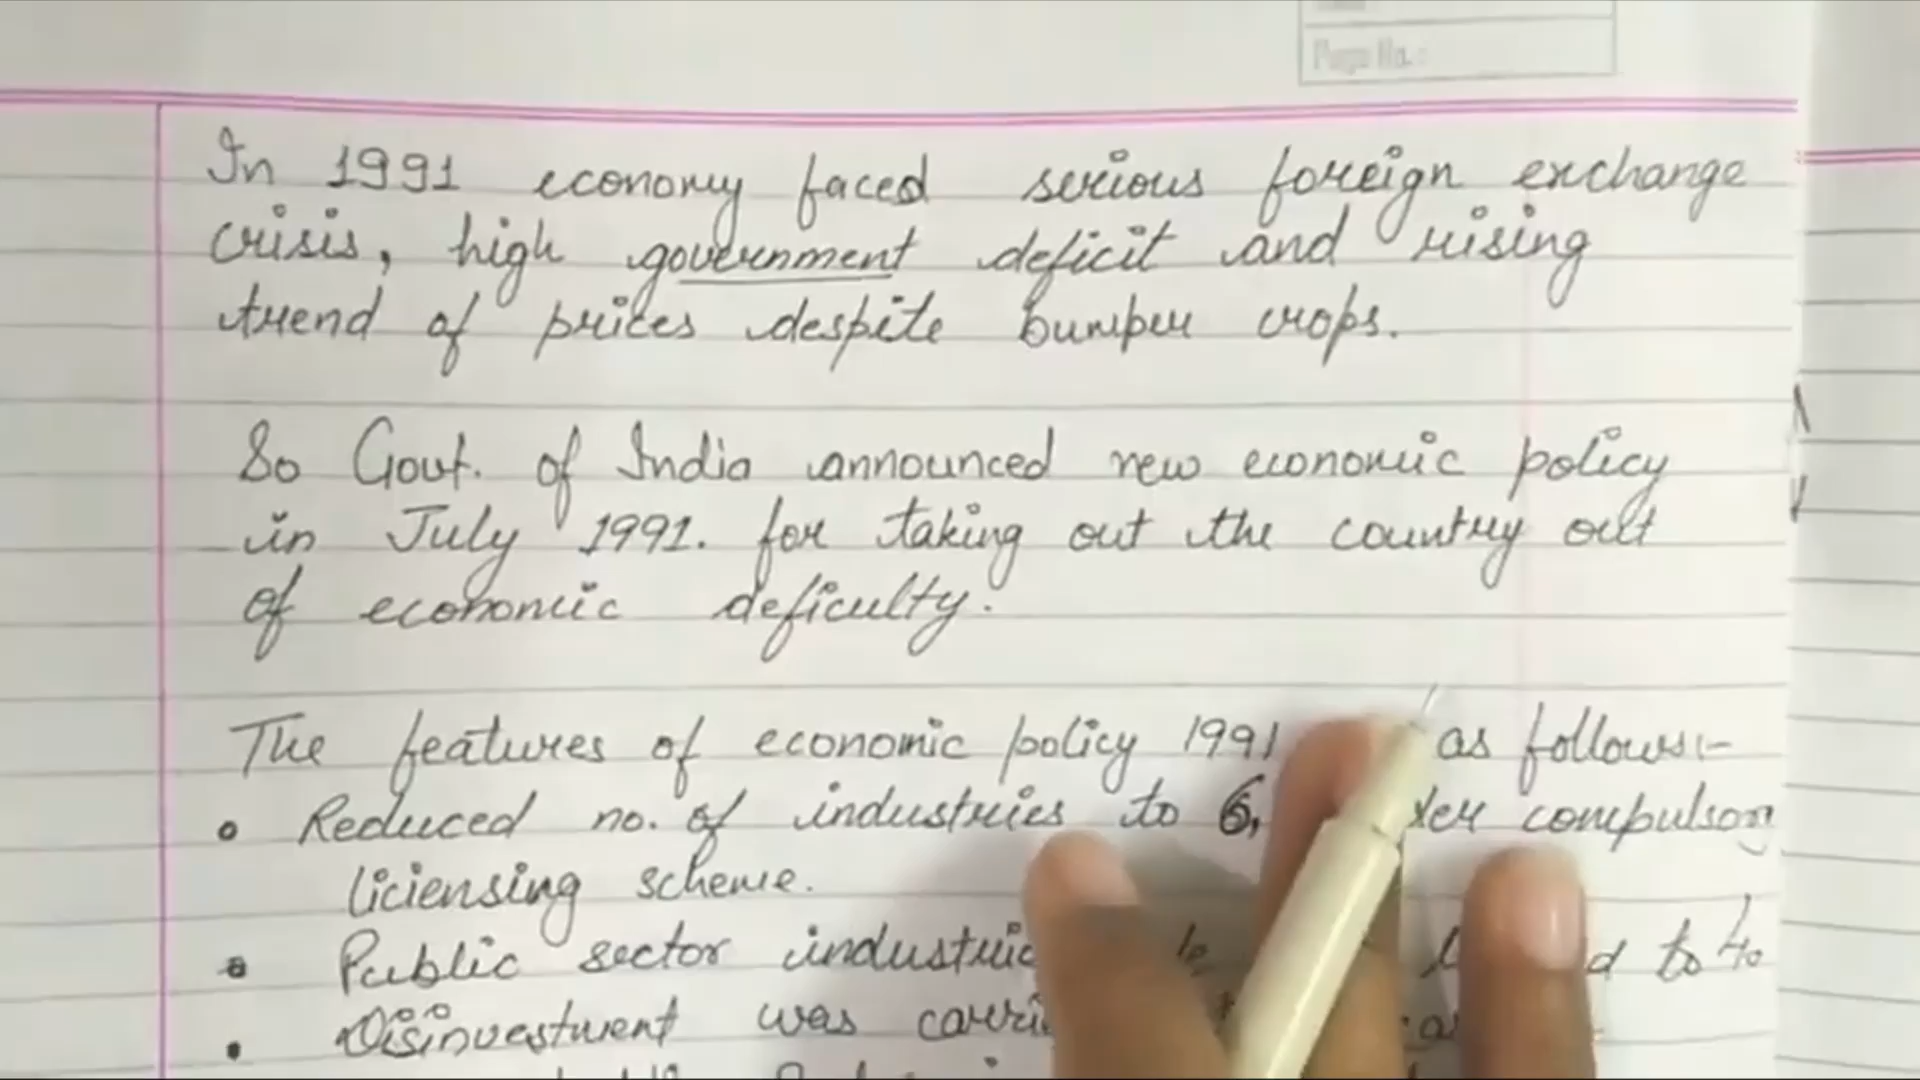 Page No. :
In 1991 economy faced serious foreign exchange
crisis, high government deficit and rising
trend of prices despite bumper crops.
So Govt. of India announced new economic policy
in July 1991. for taking out the country out
of economic deficulty.
The features of economic policy 1991 as follows:-
• Reduced no. of industries to 6, compulsory
liciensing scheme.
• Public sector to 4.
• Disinvestment was